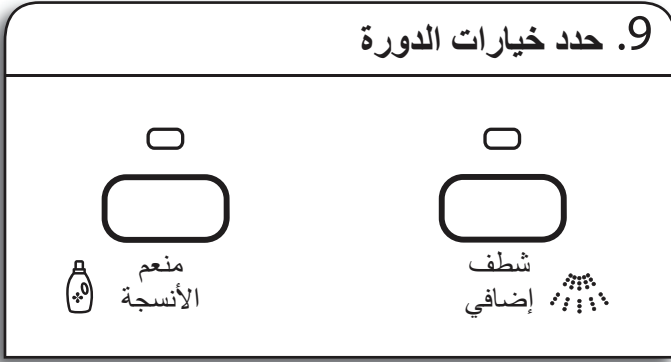 9. حدد خيارات الدورة
شطف
إضافي
منعم
الأنسجة